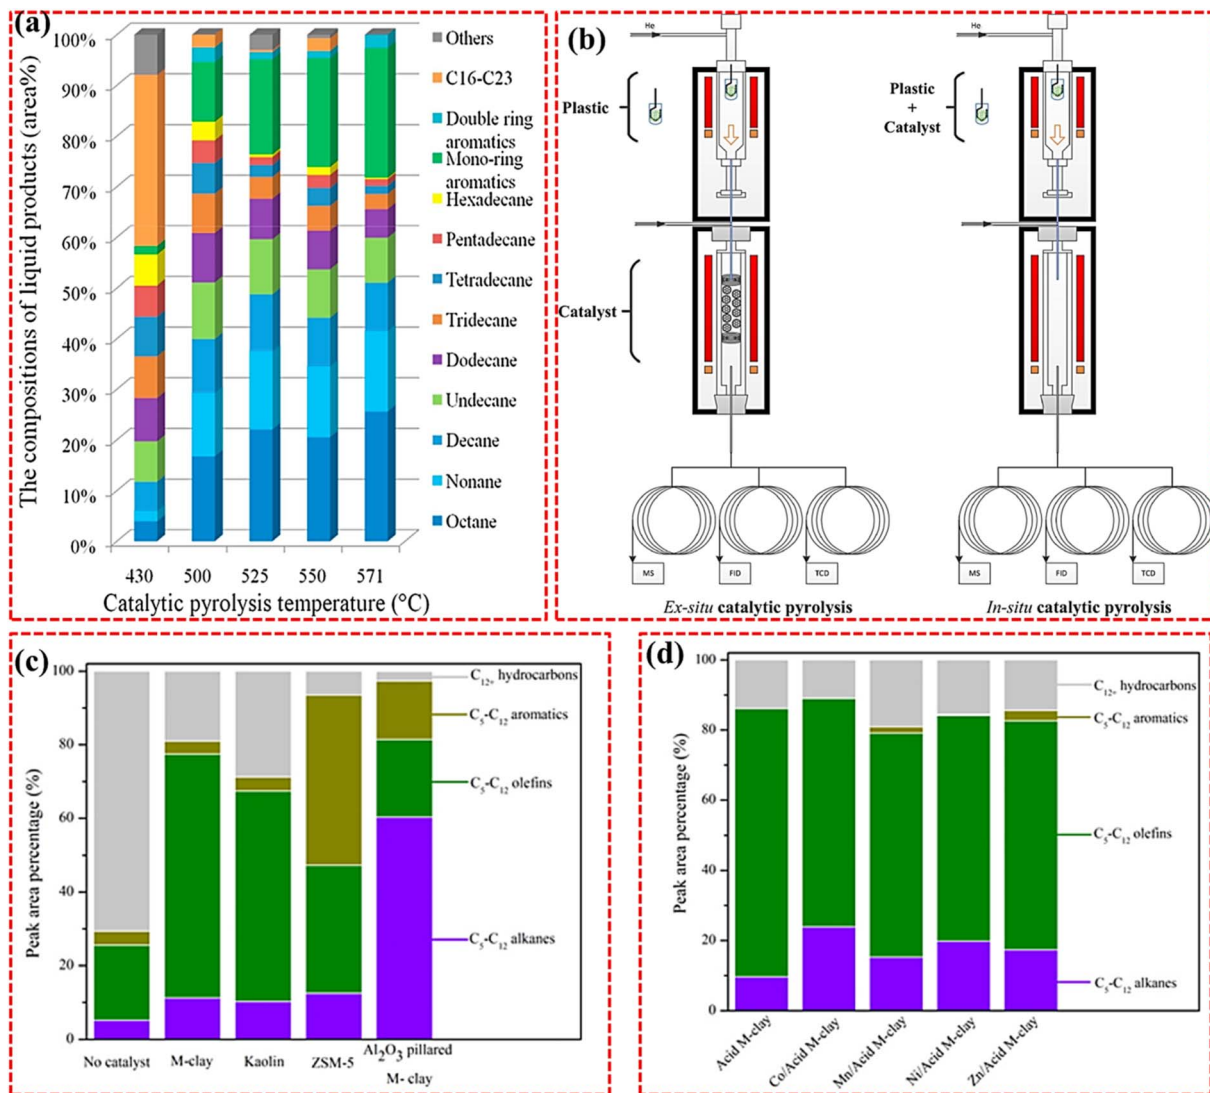 (a)
The compositions of liquid products (area%)
100%
90%
80%
70%
60%
50%
40%
30%
20%
10%
0%
430 500 525 550 571
Catalytic pyrolysis temperature (°C)
Others
C16-C23
Double ring
aromatics
Mono-ring
aromatics
Hexadecane
Pentadecane
Tetradecane
Tridecane
Dodecane
Undecane
Decane
Nonane
Octane
(b)
He
Plastic
Catalyst
MS FID TCD
Ex-situ catalytic pyrolysis
He
Plastic
+
Catalyst
MS FID TCD
In-situ catalytic pyrolysis
(c)
Peak area percentage (%)
100
80
60
40
20
0
C12+ hydrocarbons
C5-C12 aromatics
C5-C12 olefins
C5-C12 alkanes
No catalyst M-clay Kaolin ZSM-5 Al2O3 pillared
M- clay
(d)
Peak area percentage (%)
100
80
60
40
20
0
C12+ hydrocarbons
C5-C12 aromatics
C5-C12 olefins
C5-C12 alkanes
Acid M-clay
Co/Acid M-clay
Mn/Acid M-clay
Ni/Acid M-clay
Zn/Acid M-clay